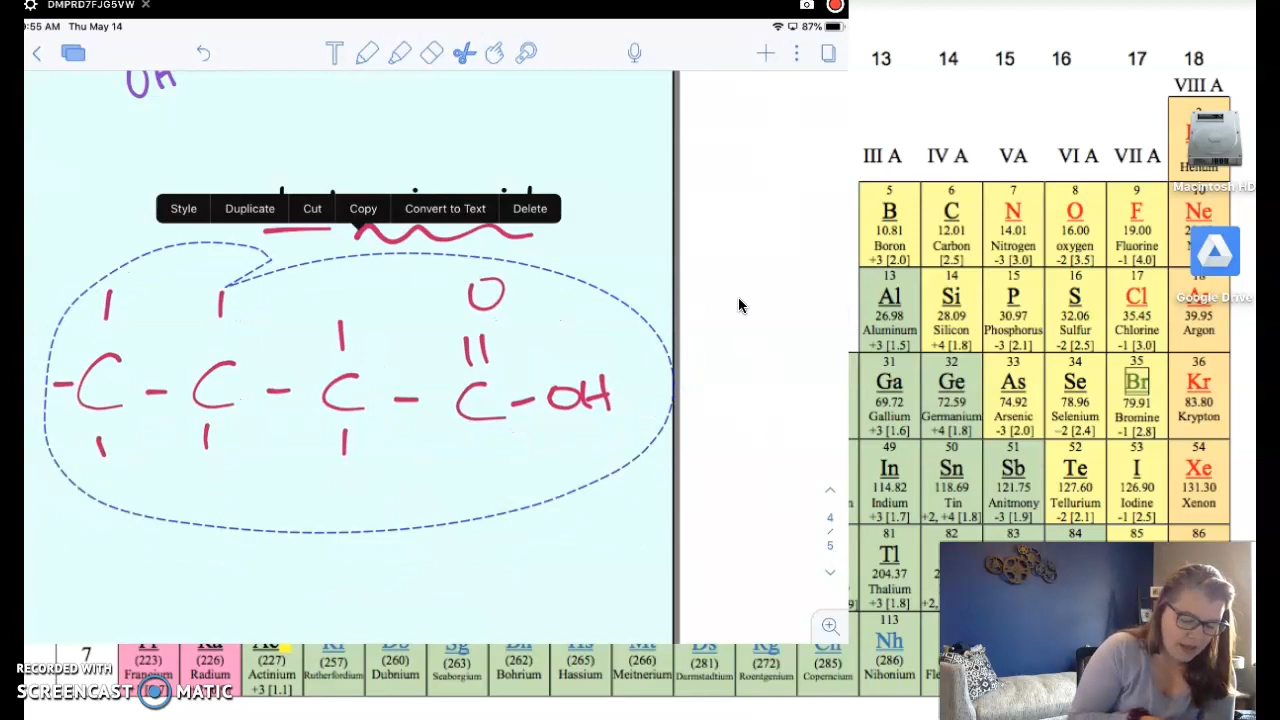 DMPRD7FJG5VW
:55 AM Thu May 14
87%
13 14 15 16 17 18
VIII A
III A IV A VA VI A VII A
Helium
Macintosh HD
5 6 7 8 9 10
B C N O F Ne
10.81 12.01 14.01 16.00 19.00
Boron Carbon Nitrogen oxygen Fluorine
+3 [2.0] [2.5] -3 [3.0] -2 [3.5] -1 [4.0]
Google Drive
Style Duplicate Cut Copy Convert to Text Delete
13 14 15 16 17 18
Al Si P S Cl Ar
26.98 28.09 30.97 32.06 35.45 39.95
Aluminum Silicon Phosphorus Sulfur Chlorine Argon
+3 [1.5] +4 [1.8] -3 [2.1] -2 [2.5] -1 [3.0]
O
C - C - C - C - OH
31 32 33 34 35 36
Ga Ge As Se Br Kr
69.72 72.59 74.92 78.96 79.91 83.80
Gallium Germanium Arsenic Selenium Bromine Krypton
+3 [1.6] +4 [1.8] -3 [2.0] −2 [2.4] -1 [2.8]
49 50 51 52 53 54
In Sn Sb Te I Xe
114.82 118.69 121.75 127.60 126.90 131.30
Indium Tin Anitmony Tellurium Iodine Xenon
+3 [1.7] +2, +4 [1.8] -3 [1.9] -2 [2.1] -1 [2.5]
4
5
81 82 83 84 85 86
Tl
204.37
Thalium
+3 [1.8]
113
Nh
(286)
Nihonium
7
(223) (226) (227) (257) (260) (263) (262) (265) (266) (281) (272) (285)
Francium Radium Actinium Rutherfordium Dubnium Seaborgium Bohrium Hassium Meitnerium Darmstadtium Roentgenium Coperncium
+3 [1.1]
RECORDED WITH
SCREENCAST MATIC